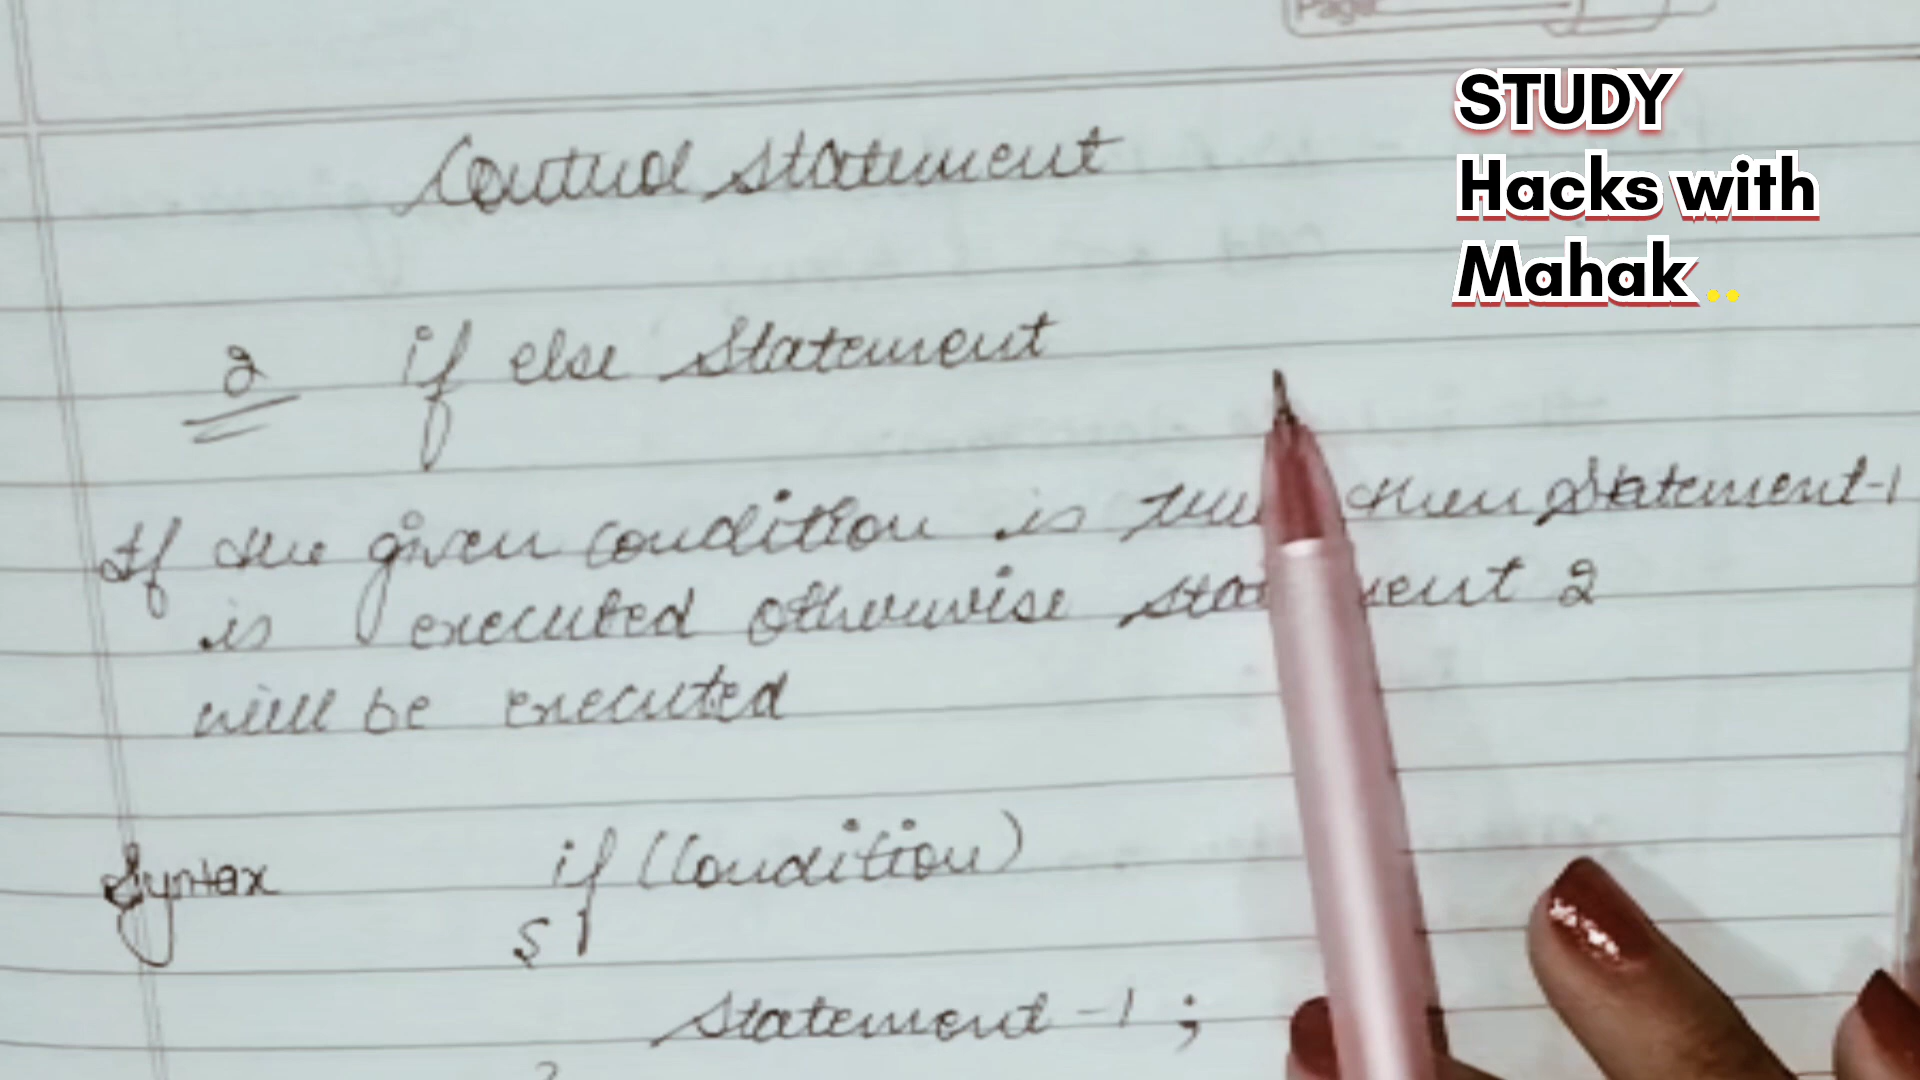 Page
STUDY
Hacks with
Mahak ..
Control Statement
2 if else Statement
If the given condition is true then Statement-1
is executed otherwise statement 2
will be executed
Syntax if (Condition)
{
Statement -1 ;